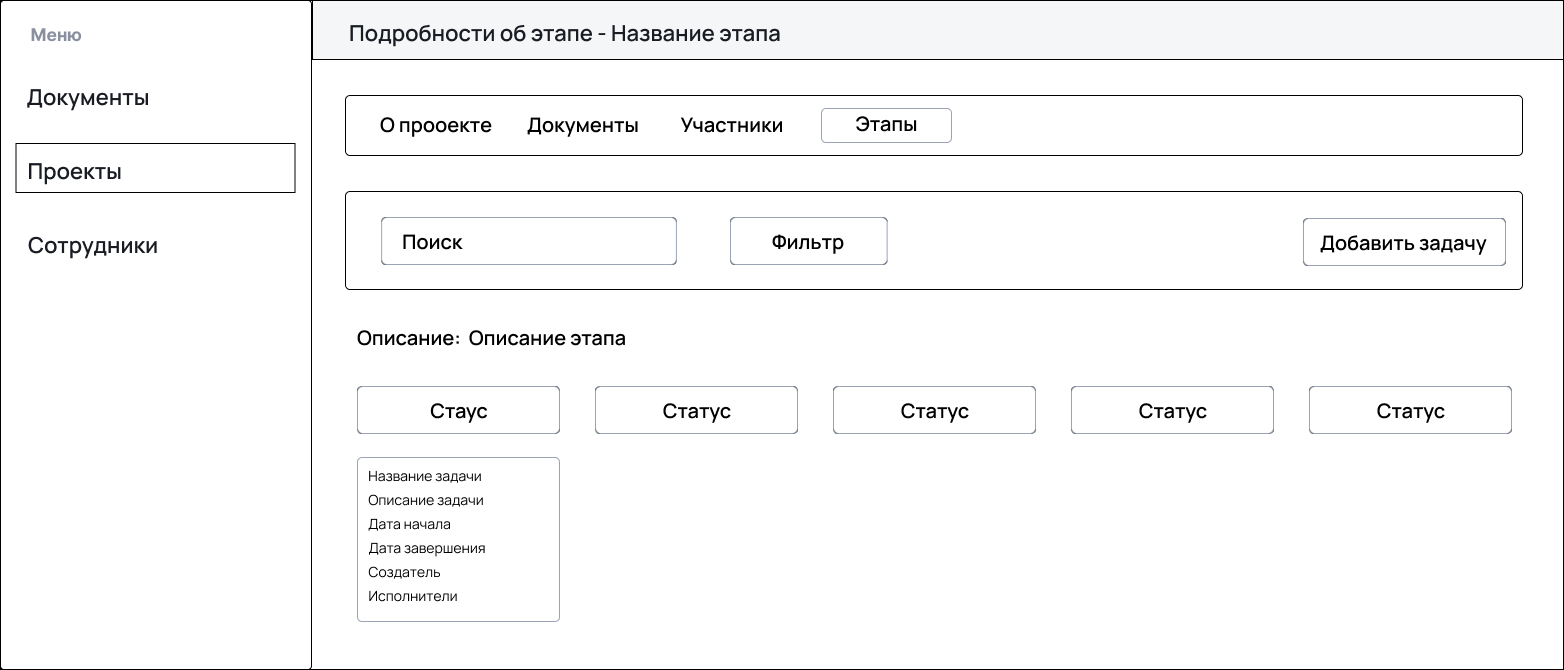 Меню
Документы
Проекты
Сотрудники
Подробности об этапе - Название этапа
О прооекте Документы Участники Этапы
Поиск Фильтр Добавить задачу
Описание: Описание этапа
Стаус Статус Статус Статус Статус
Название задачи
Описание задачи
Дата начала
Дата завершения
Создатель
Исполнители